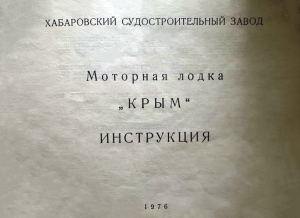 ХАБАРОВСКИЙ СУДОСТРОИТЕЛЬНЫЙ ЗАВОД
Моторная лодка
„КРЫМ“
ИНСТРУКЦИЯ
1976